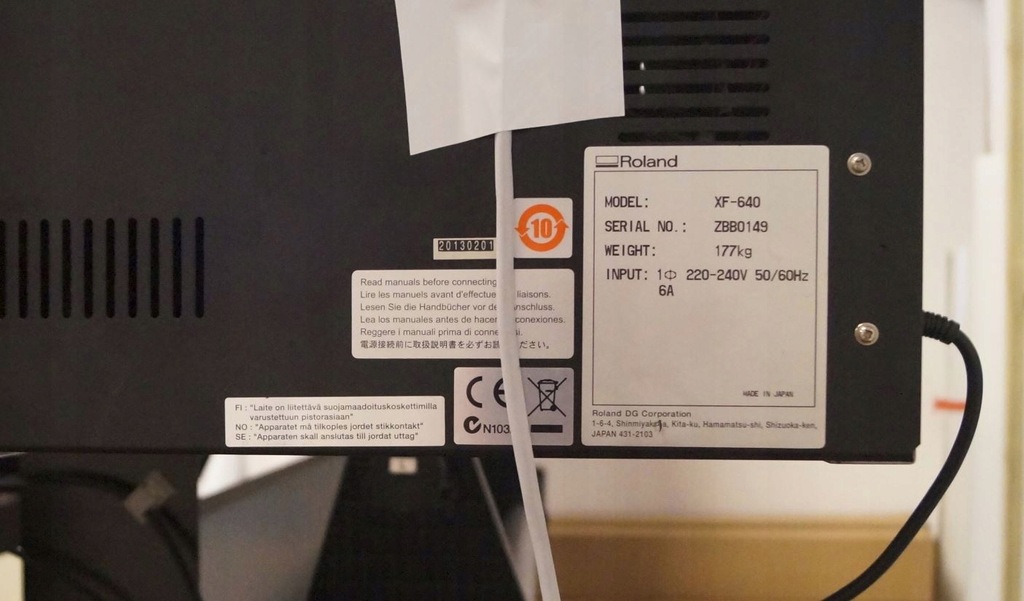 Roland
MODEL: XF-640
SERIAL NO.: ZBB0149
WEIGHT: 177kg
INPUT: 1Φ 220-240V 50/60Hz
6A
MADE IN JAPAN
Roland DG Corporation
1-6-4, Shinmiyakoda, Kita-ku, Hamamatsu-shi, Shizuoka-ken,
JAPAN 431-2103
10
20130201
Read manuals before connecting
Lire les manuels avant d'effectue liaisons.
Lesen Sie die Handbücher vor de Anschluss.
Lea los manuales antes de hacer conexiones.
Reggere i manuali prima di conne
電源接続前に取扱説明書を必ずお読 ださい。
CE
N103
FI : "Laite on liitettävä suojamaadoituskoskettimilla
varustettuun pistorasiaan"
NO : "Apparatet må tilkoples jordet stikkontakt"
SE : "Apparaten skall anslutas till jordat uttag"